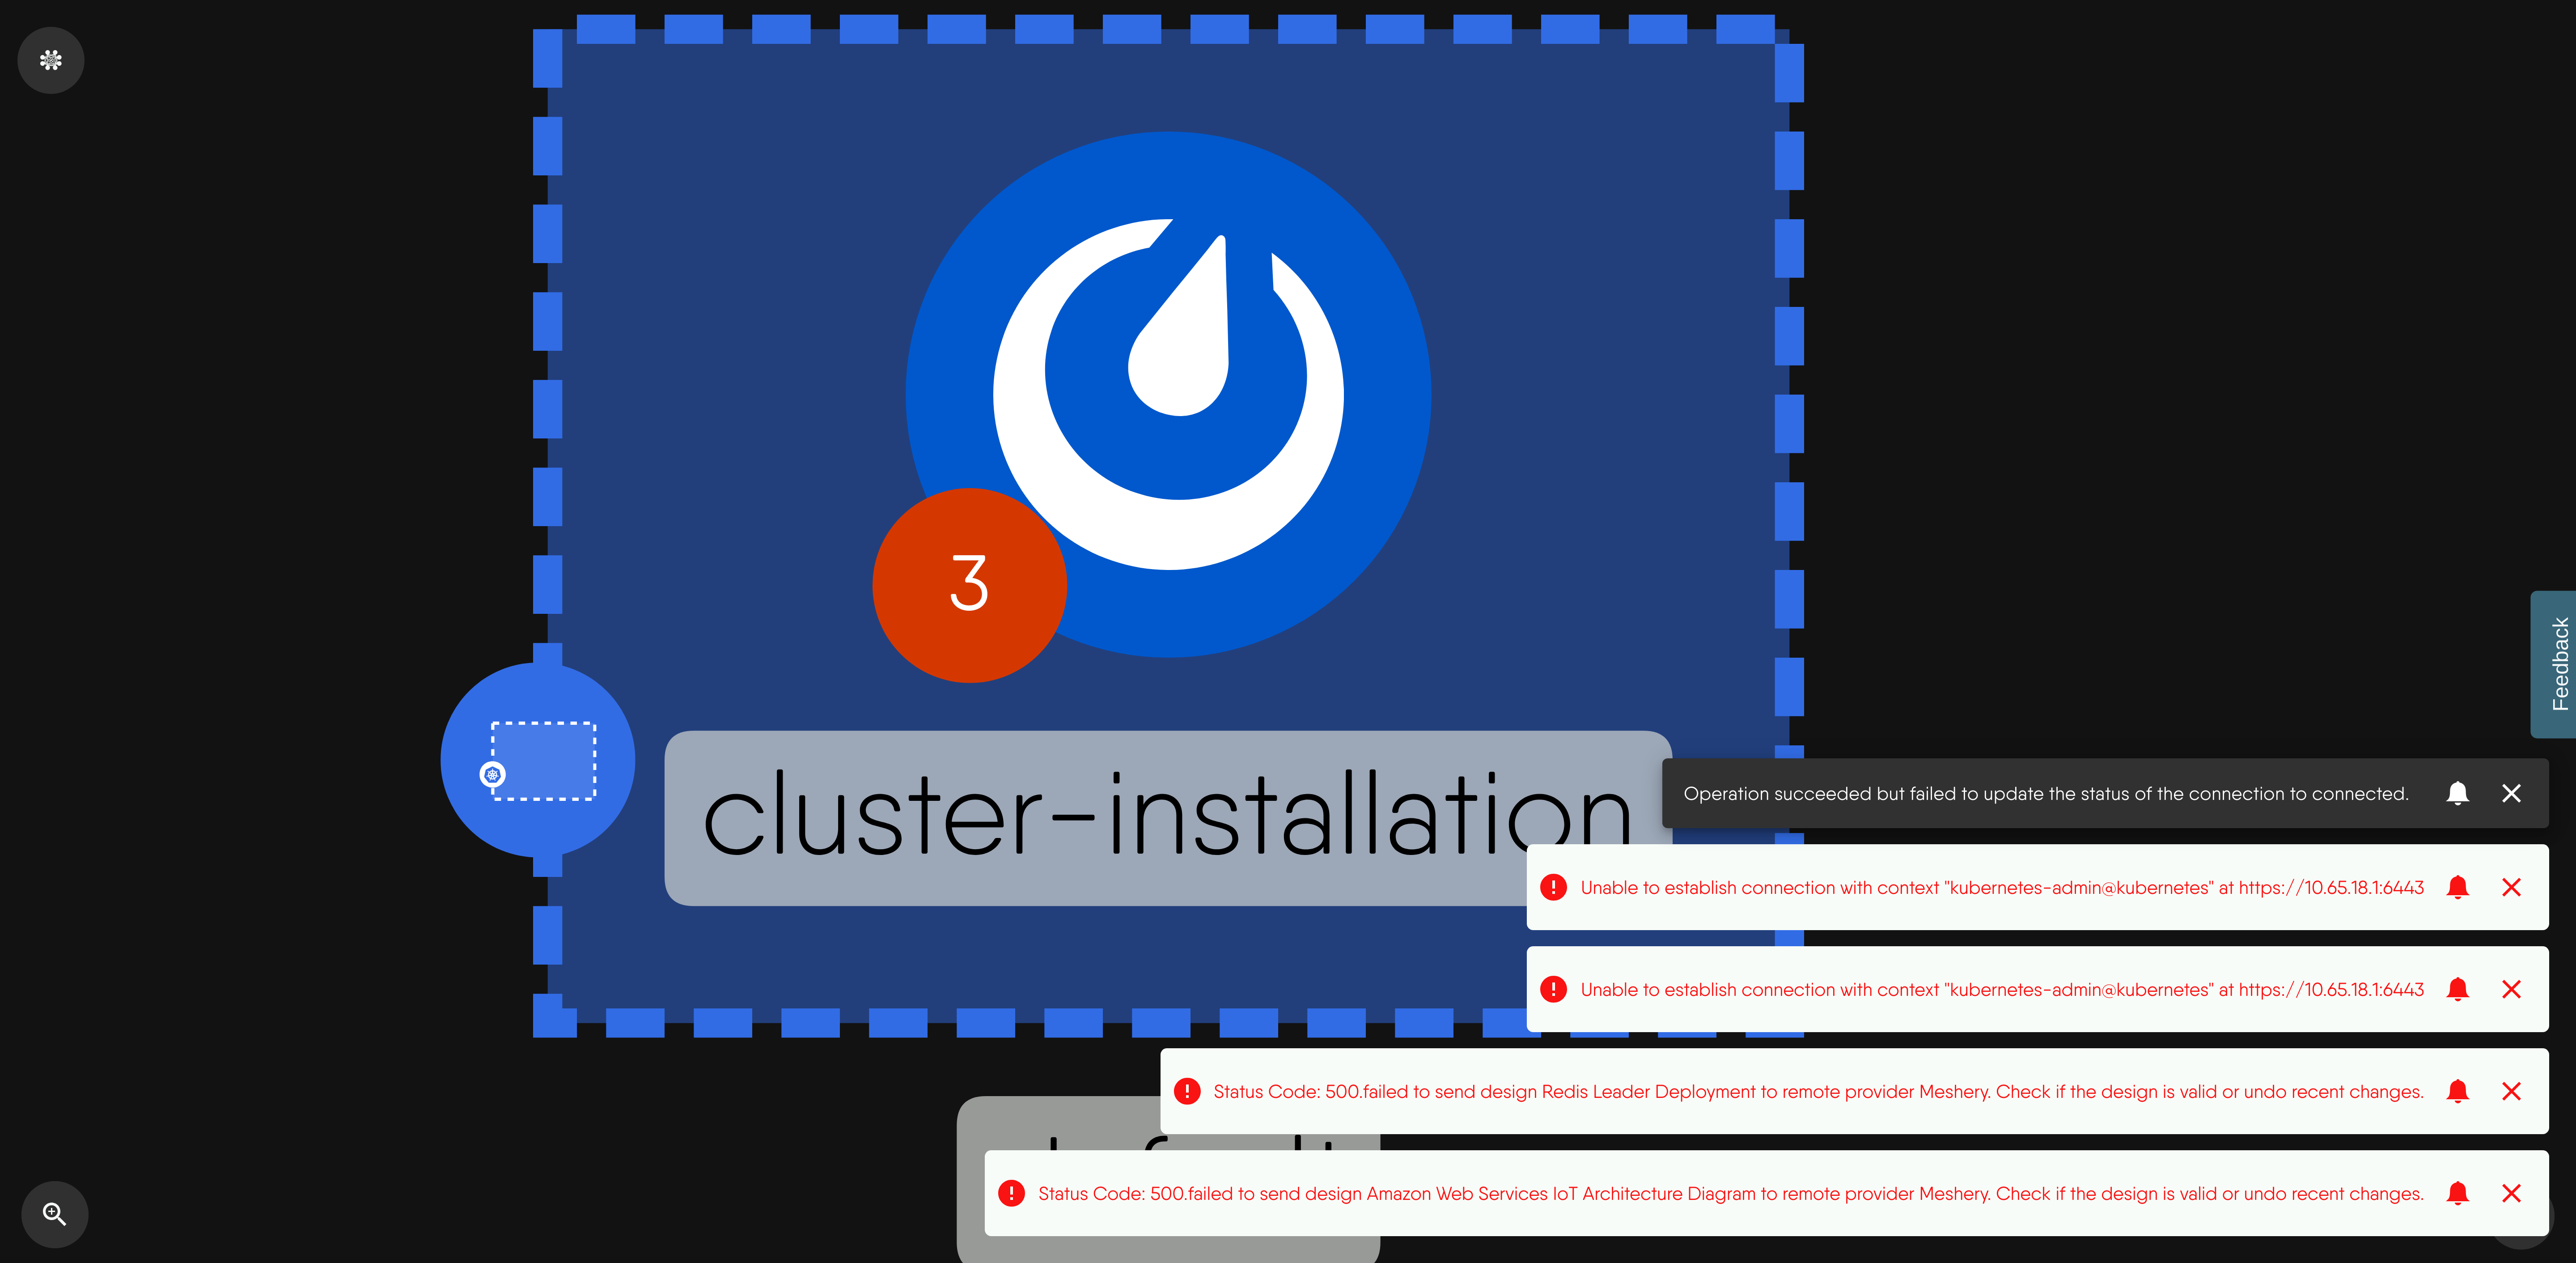 3
cluster-installation
Feedback
Operation succeeded but failed to update the status of the connection to connected.
Unable to establish connection with context "kubernetes-admin@kubernetes" at https://10.65.18.1:6443
Unable to establish connection with context "kubernetes-admin@kubernetes" at https://10.65.18.1:6443
Status Code: 500.failed to send design Redis Leader Deployment to remote provider Meshery. Check if the design is valid or undo recent changes.
Status Code: 500.failed to send design Amazon Web Services IoT Architecture Diagram to remote provider Meshery. Check if the design is valid or undo recent changes.